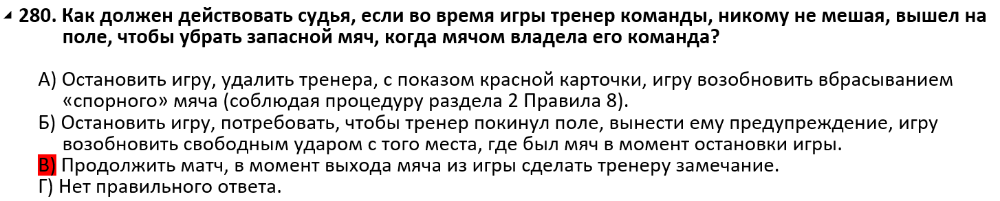 280. Как должен действовать судья, если во время игры тренер команды, никому не мешая, вышел на
поле, чтобы убрать запасной мяч, когда мячом владела его команда?
А) Остановить игру, удалить тренера, с показом красной карточки, игру возобновить вбрасыванием
«спорного» мяча (соблюдая процедуру раздела 2 Правила 8).
Б) Остановить игру, потребовать, чтобы тренер покинул поле, вынести ему предупреждение, игру
возобновить свободным ударом с того места, где был мяч в момент остановки игры.
В) Продолжить матч, в момент выхода мяча из игры сделать тренеру замечание.
Г) Нет правильного ответа.